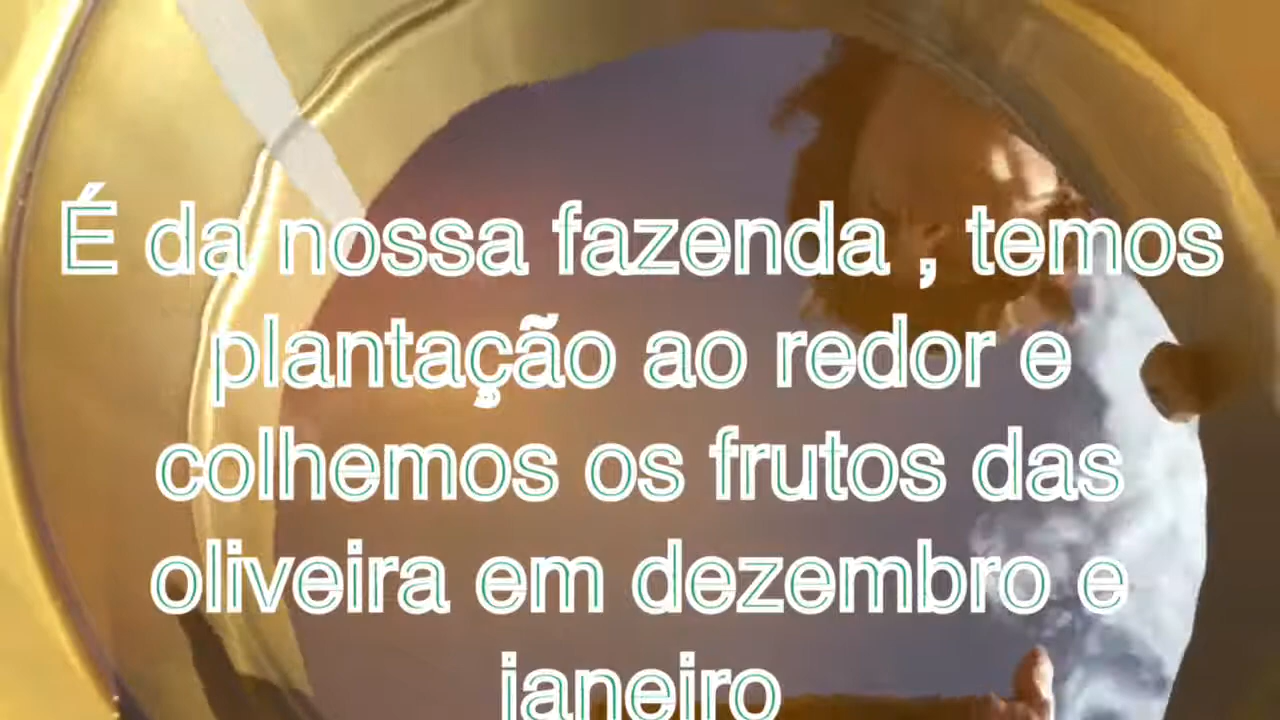 É da nossa fazenda , temos
plantação ao redor e
colhemos os frutos das
oliveira em dezembro e
janeiro